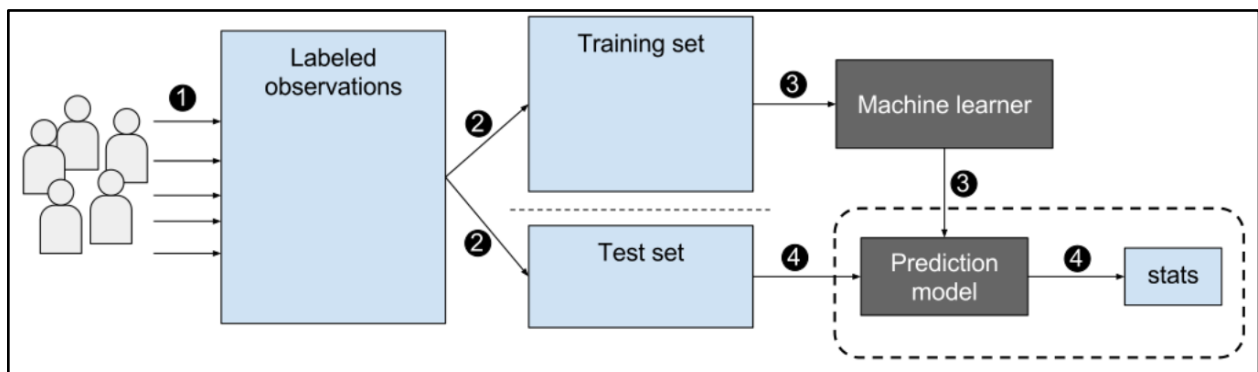 Labeled
observations
Training set
Test set
Machine learner
Prediction
model
stats
1
2
2
3
3
4
4